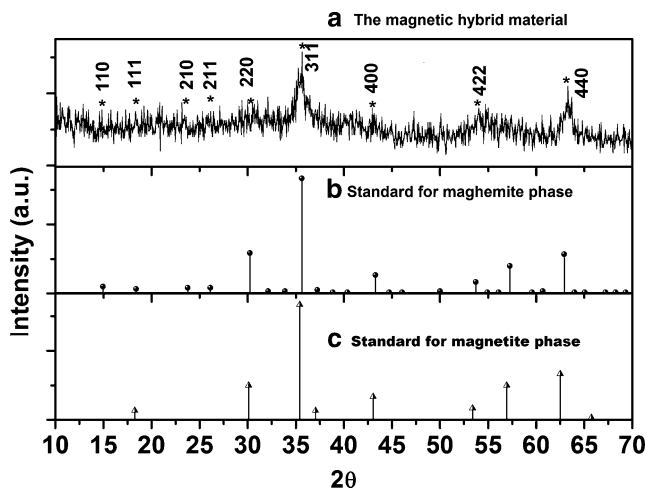 a The magnetic hybrid material
110 111 210 211 220 311 400 422 440
* * * * * * * * *
b Standard for maghemite phase
c Standard for magnetite phase
Intensity (a.u.)
10 15 20 25 30 35 40 45 50 55 60 65 70
2θ